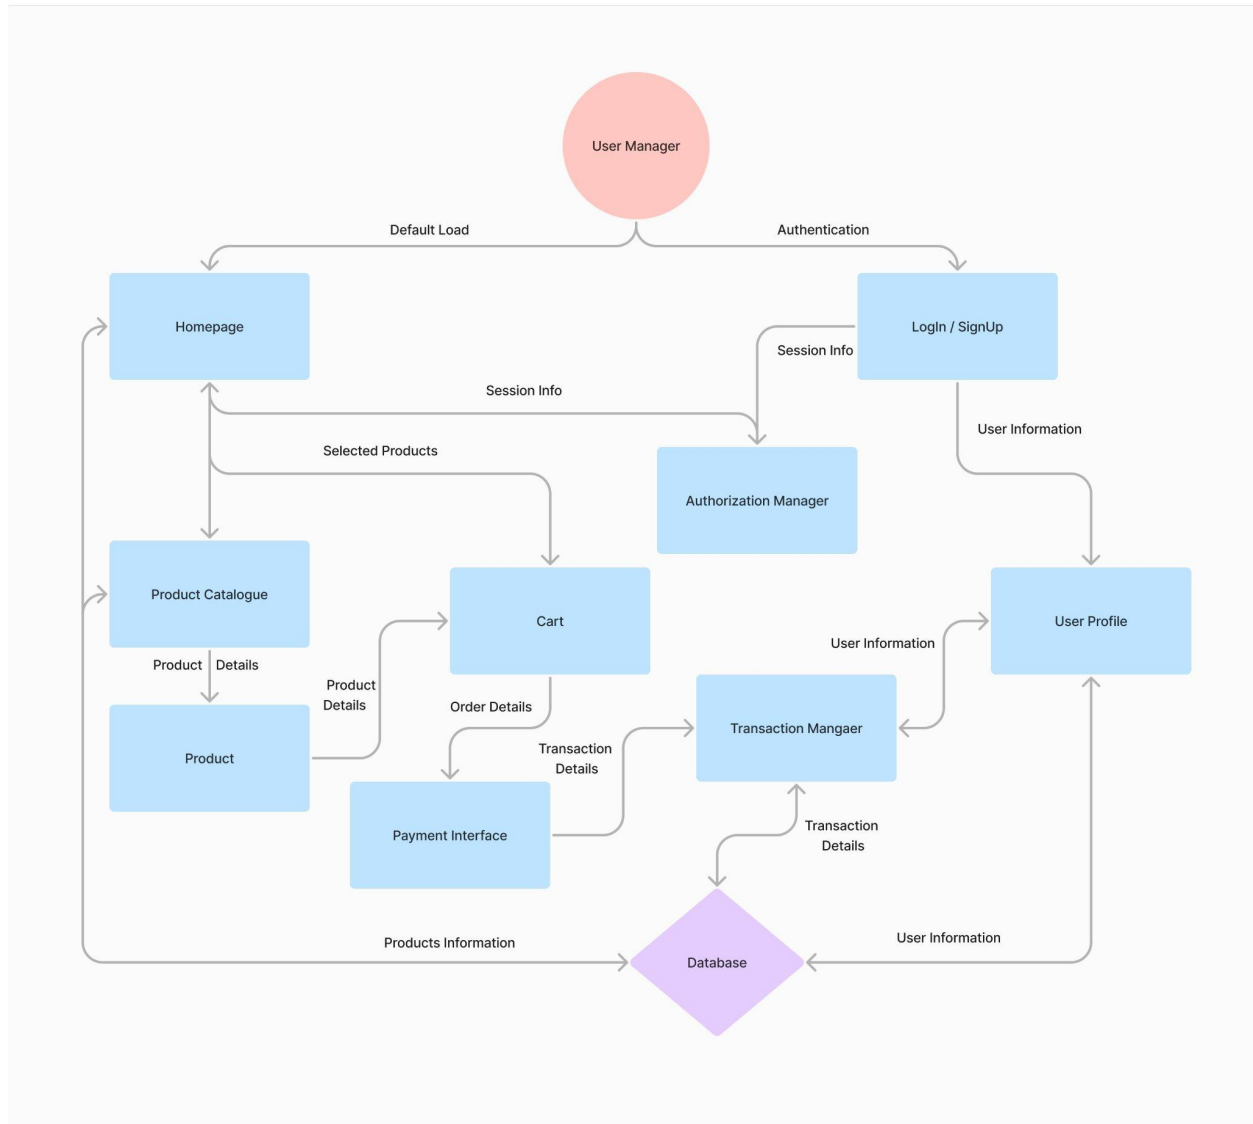 User Manager
Default Load
Authentication
Homepage
LogIn / SignUp
Session Info
Session Info
User Information
Selected Products
Authorization Manager
Product Catalogue
Cart
User Profile
User Information
Product Details
Product
Details
Order Details
Transaction
Details
Transaction Mangaer
Product
Payment Interface
Transaction
Details
Products Information
User Information
Database